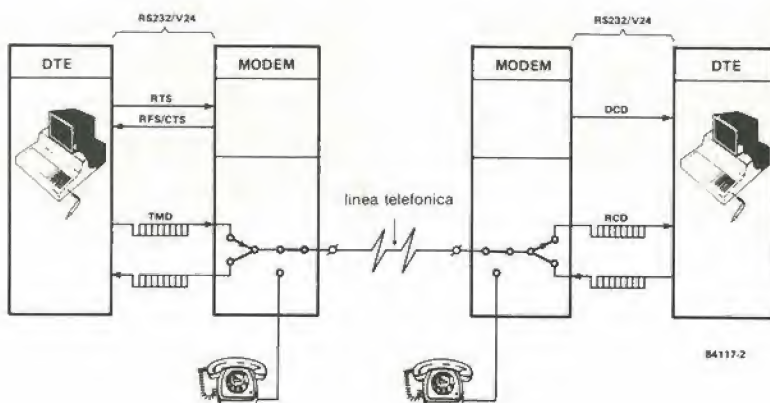 RS232/V24
RS232/V24
DTE
MODEM
MODEM
DTE
RTS
DCD
RFS/CTS
linea telefonica
TMD
RCD
84117-2